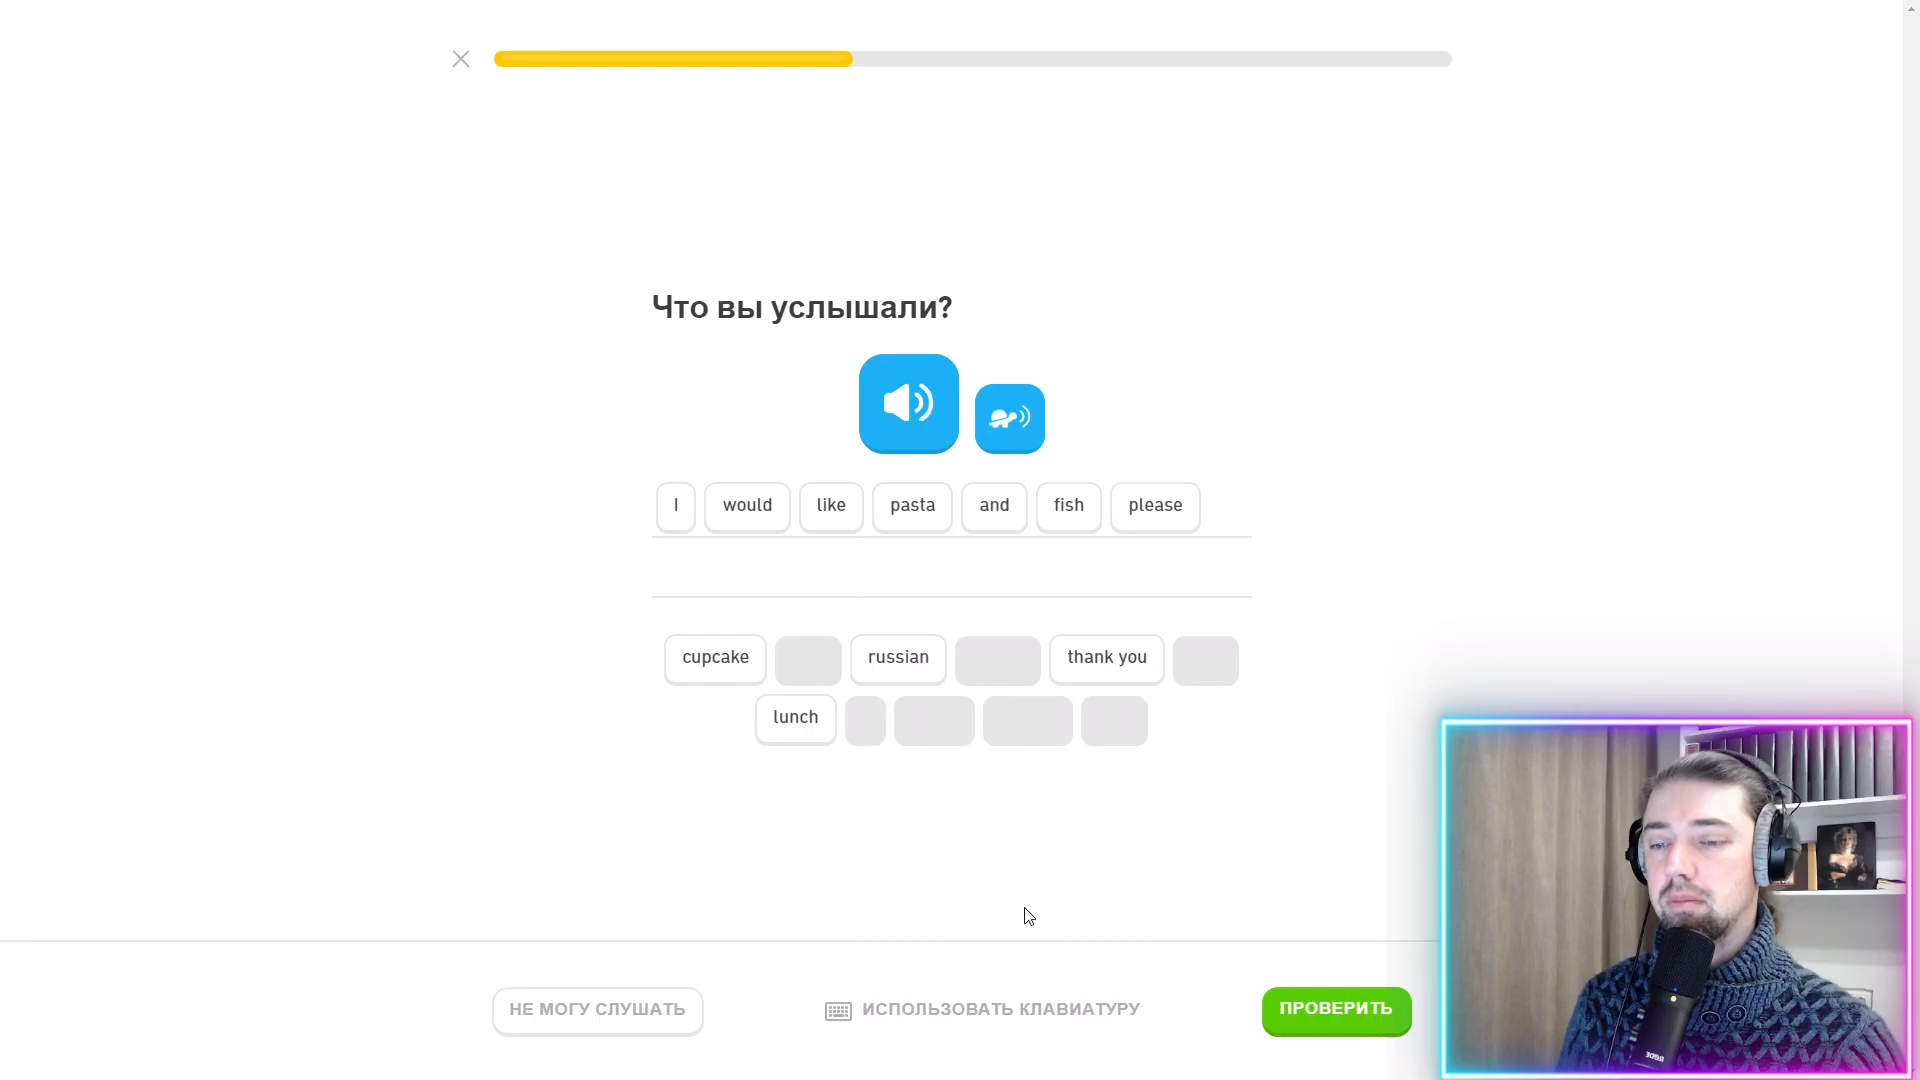 Что вы услышали?
I would like pasta and fish please
cupcake russian thank you
lunch
НЕ МОГУ СЛУШАТЬ ИСПОЛЬЗОВАТЬ КЛАВИАТУРУ ПРОВЕРИТЬ
RODE